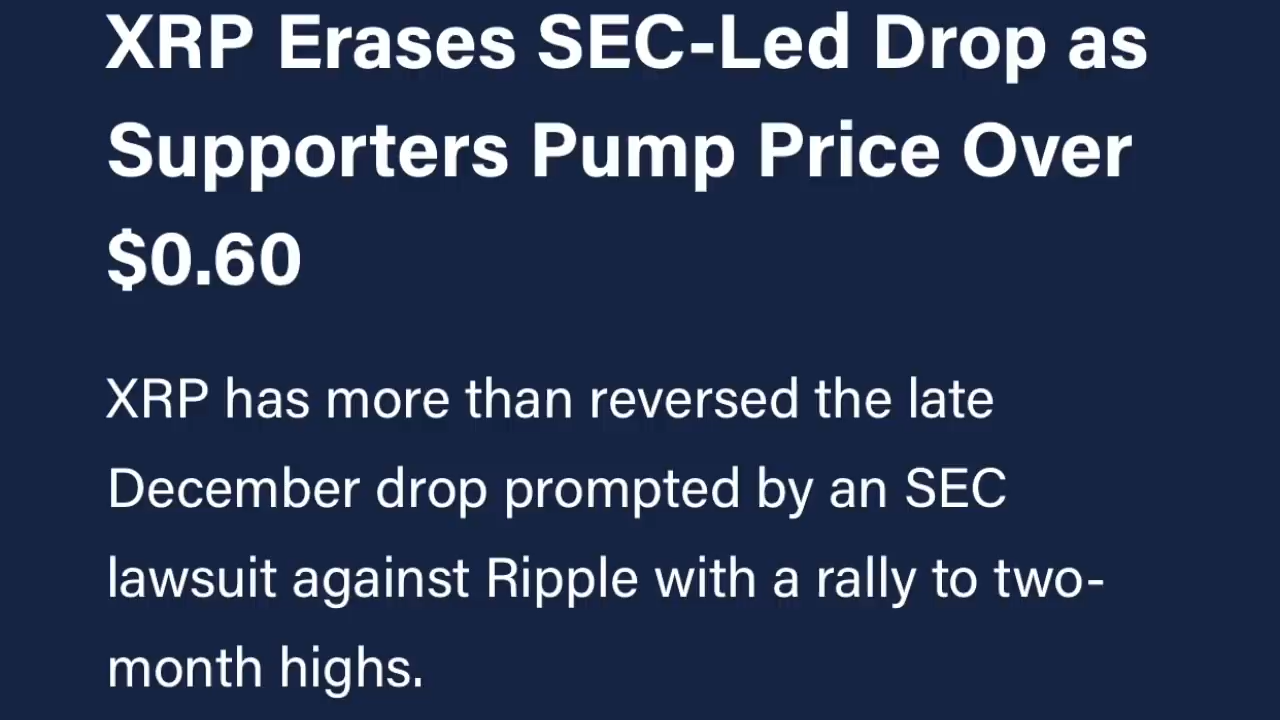 XRP Erases SEC-Led Drop as
Supporters Pump Price Over
$0.60
XRP has more than reversed the late
December drop prompted by an SEC
lawsuit against Ripple with a rally to two-
month highs.